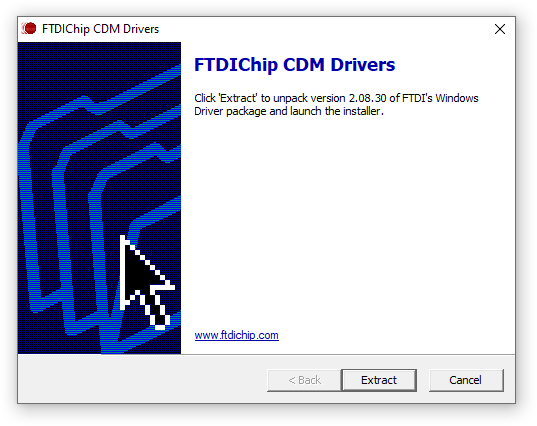 FTDIChip CDM Drivers
FTDIChip CDM Drivers
Click 'Extract' to unpack version 2.08.30 of FTDI's Windows
Driver package and launch the installer.
www.ftdichip.com
< Back
Extract
Cancel